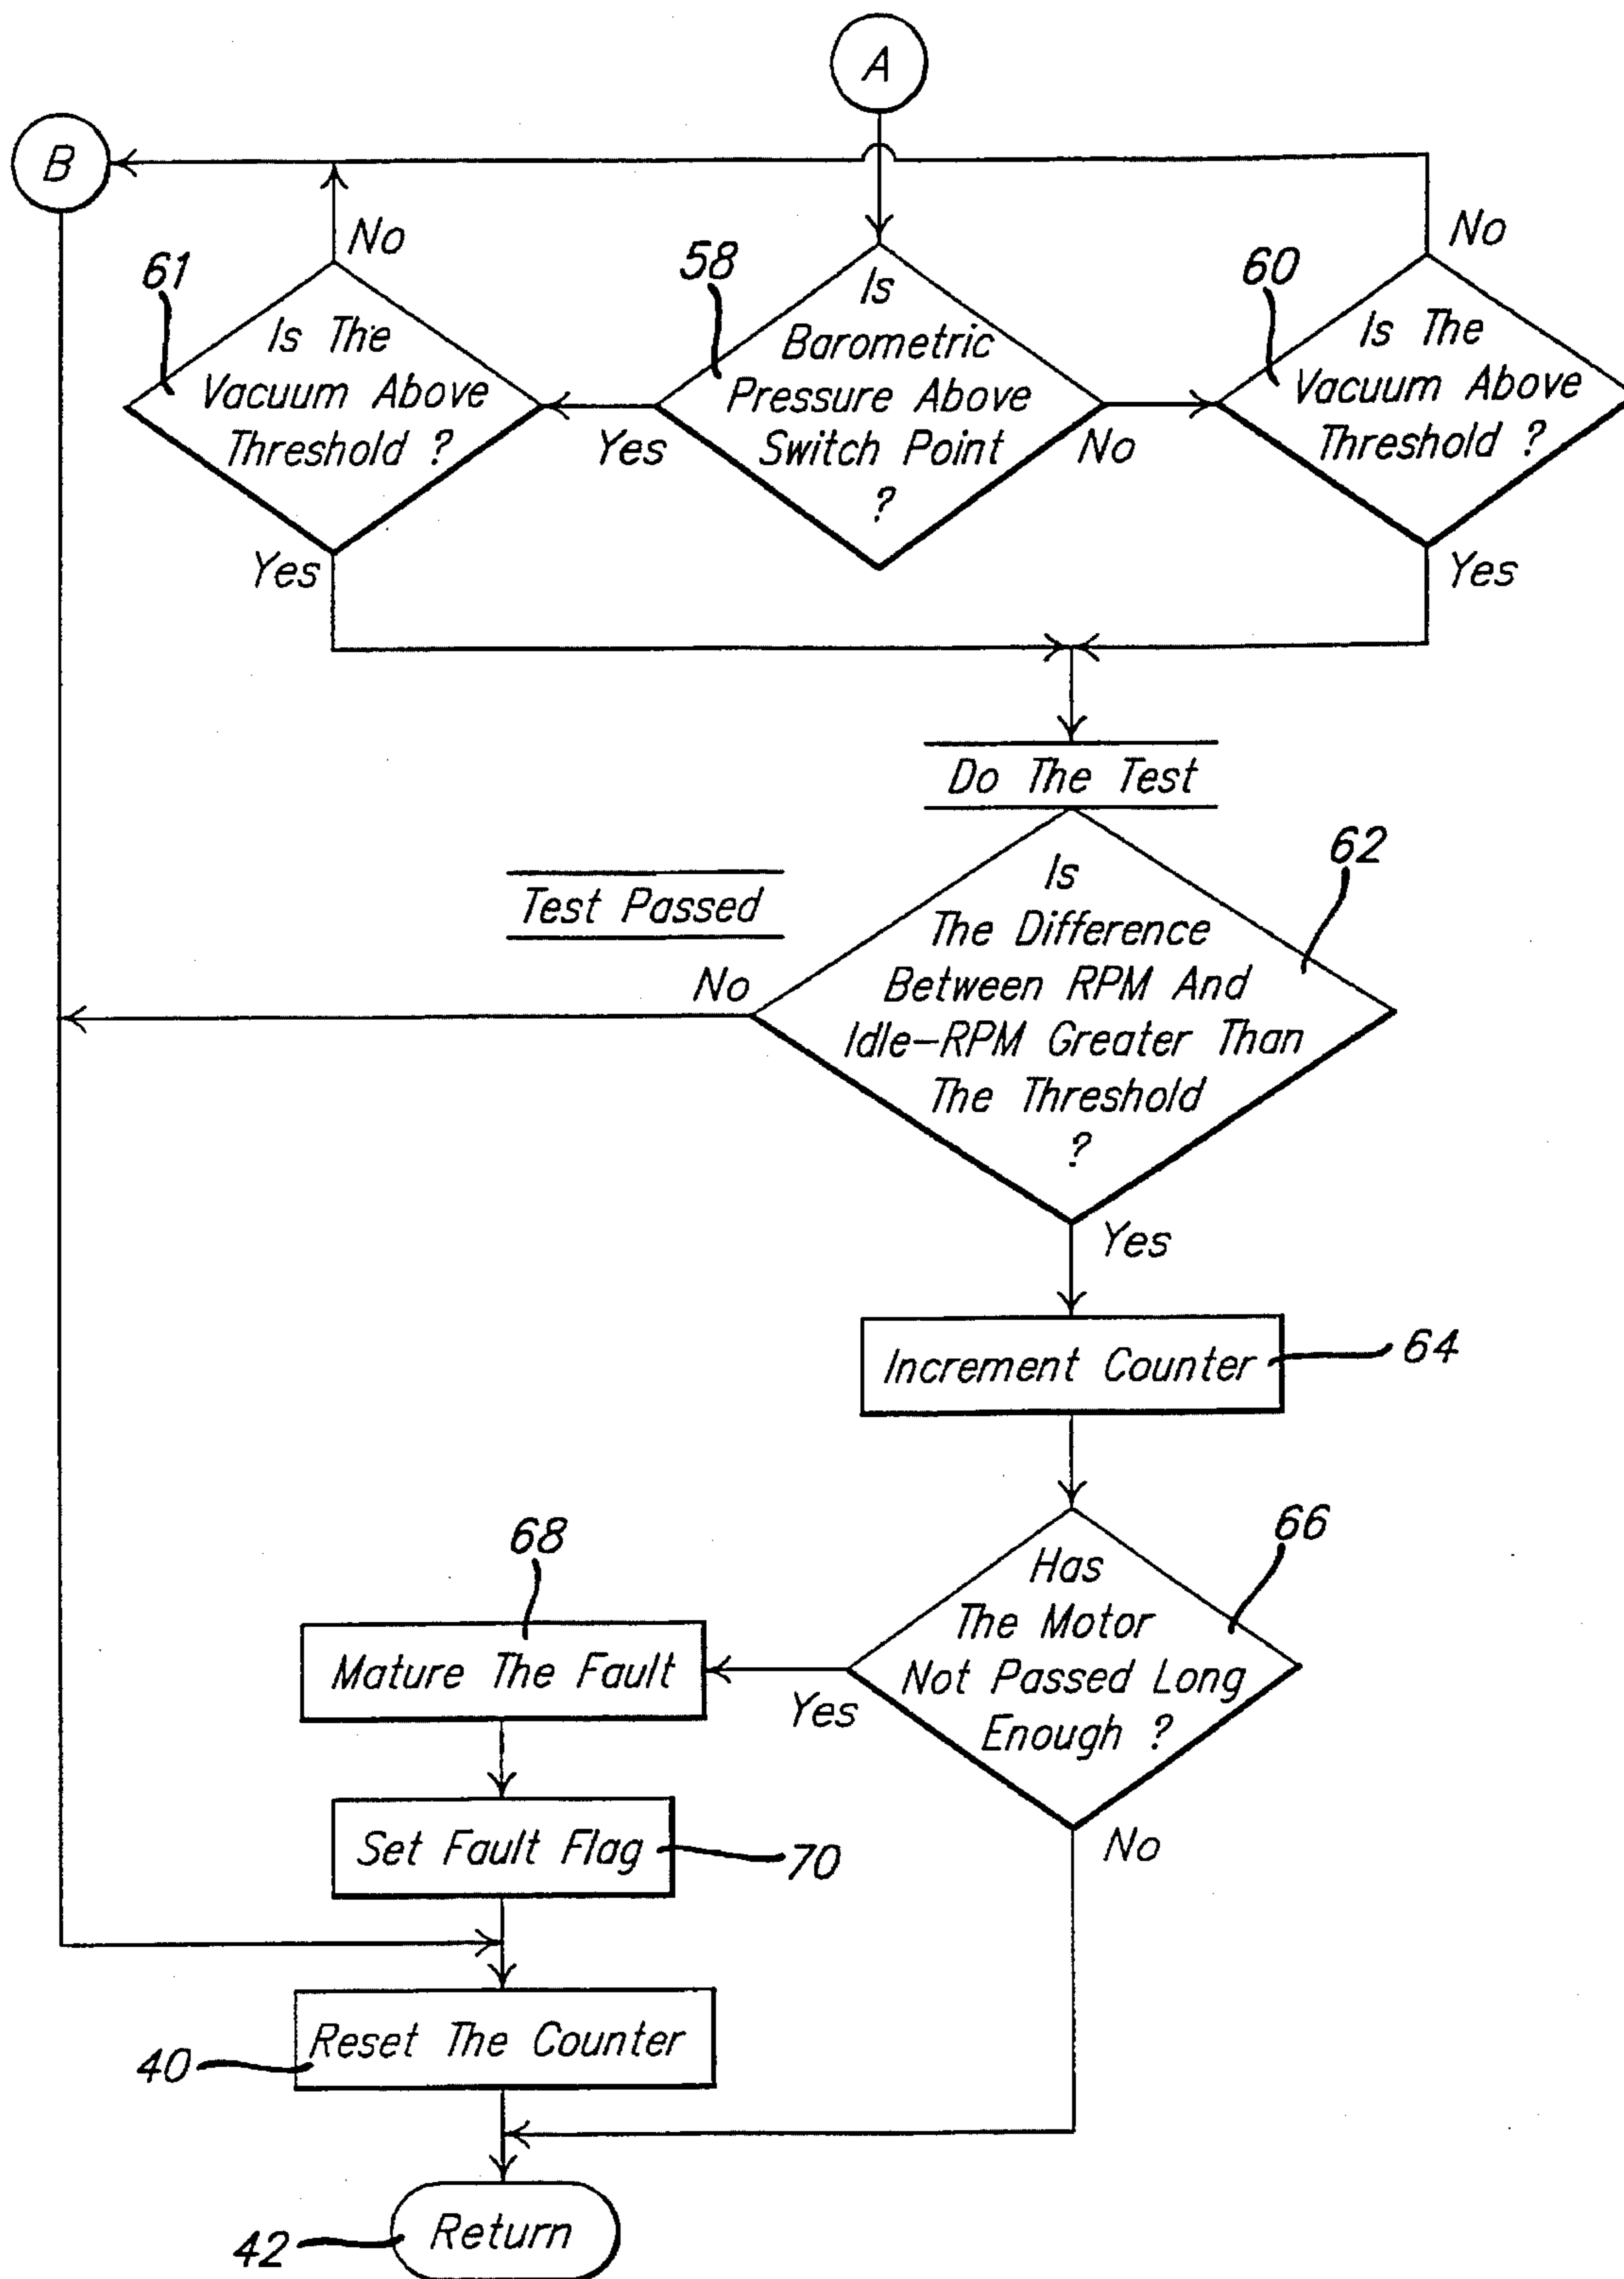 A
B
No
No
61
58
60
Is The
Vacuum Above
Threshold ?
Is
Barometric
Pressure Above
Switch Point
?
Is The
Vacuum Above
Threshold ?
Yes
No
Yes
Yes
Do The Test
62
Test Passed
Is
The Difference
Between RPM And
Idle-RPM Greater Than
The Threshold
?
No
Yes
Increment Counter
64
68
66
Has
The Motor
Not Passed Long
Enough ?
Mature The Fault
Yes
Set Fault Flag
70
No
Reset The Counter
40
Return
42